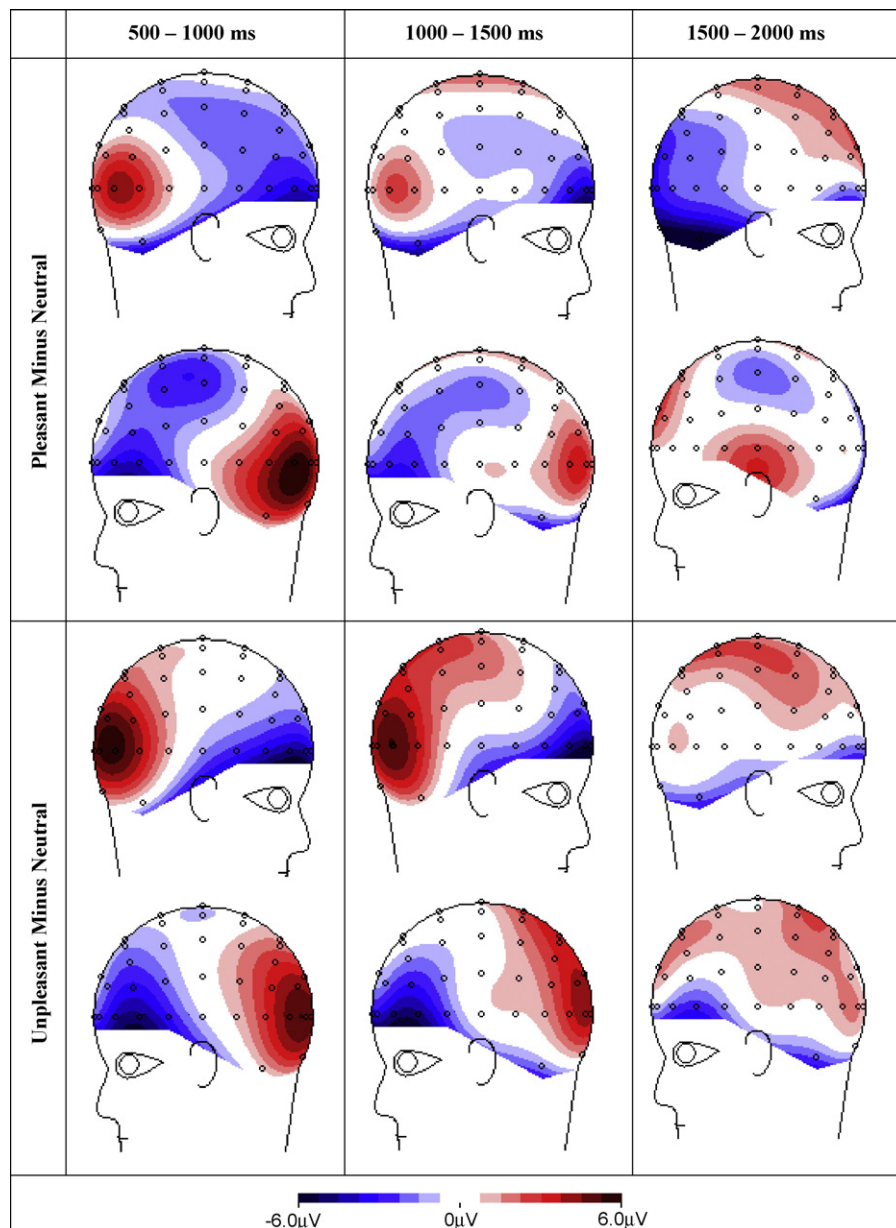 500 – 1000 ms
1000 – 1500 ms
1500 – 2000 ms
Pleasant Minus Neutral
Unpleasant Minus Neutral
-6.0μV
0μV
6.0μV